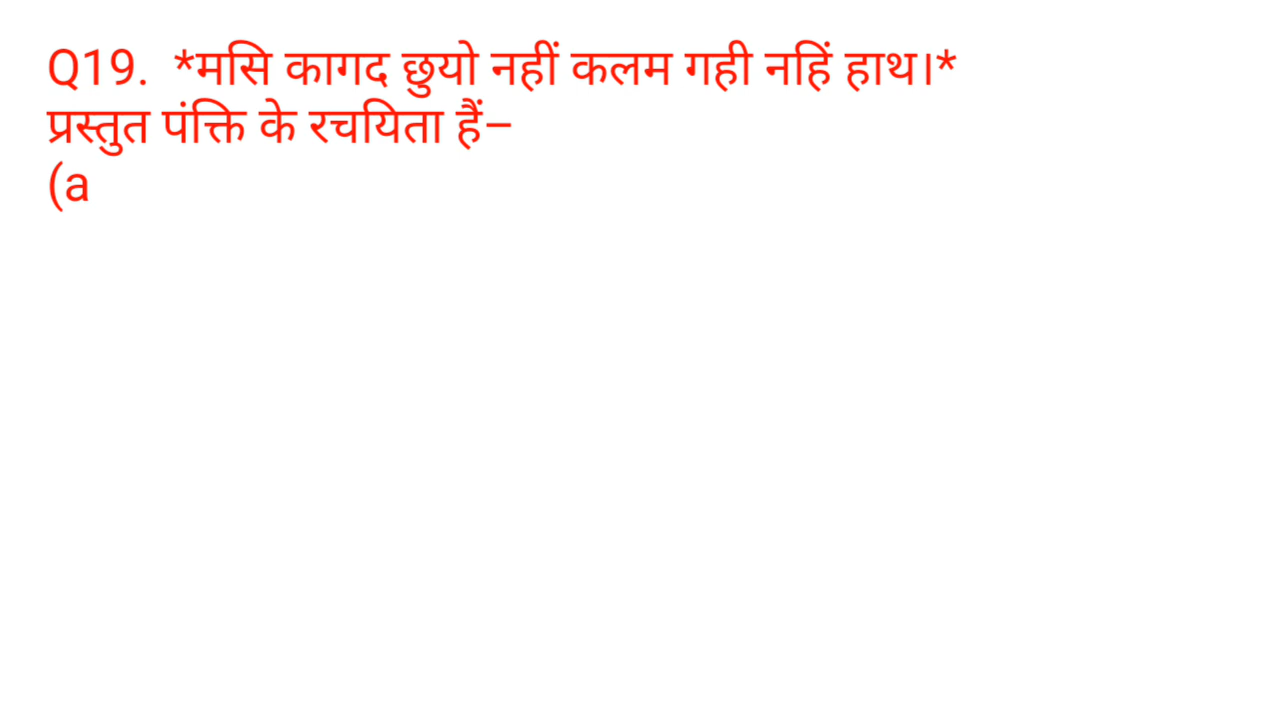 Q19.  *मसि कागद छुयो नहीं कलम गही नहिं हाथ।*
प्रस्तुत पंक्ति के रचयिता हैं–
(a